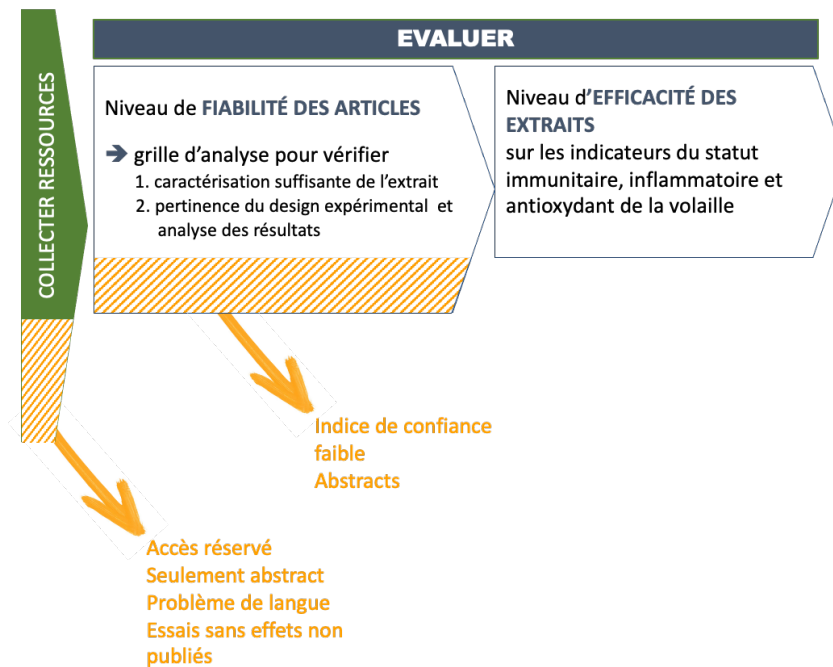 EVALUER
COLLECTER RESSOURCES
Niveau de FIABILITÉ DES ARTICLES
➔ grille d'analyse pour vérifier
1. caractérisation suffisante de l'extrait
2. pertinence du design expérimental et
analyse des résultats
Niveau d'EFFICACITÉ DES
EXTRAITS
sur les indicateurs du statut
immunitaire, inflammatoire et
antioxydant de la volaille
Indice de confiance
faible
Abstracts
Accès réservé
Seulement abstract
Problème de langue
Essais sans effets non
publiés